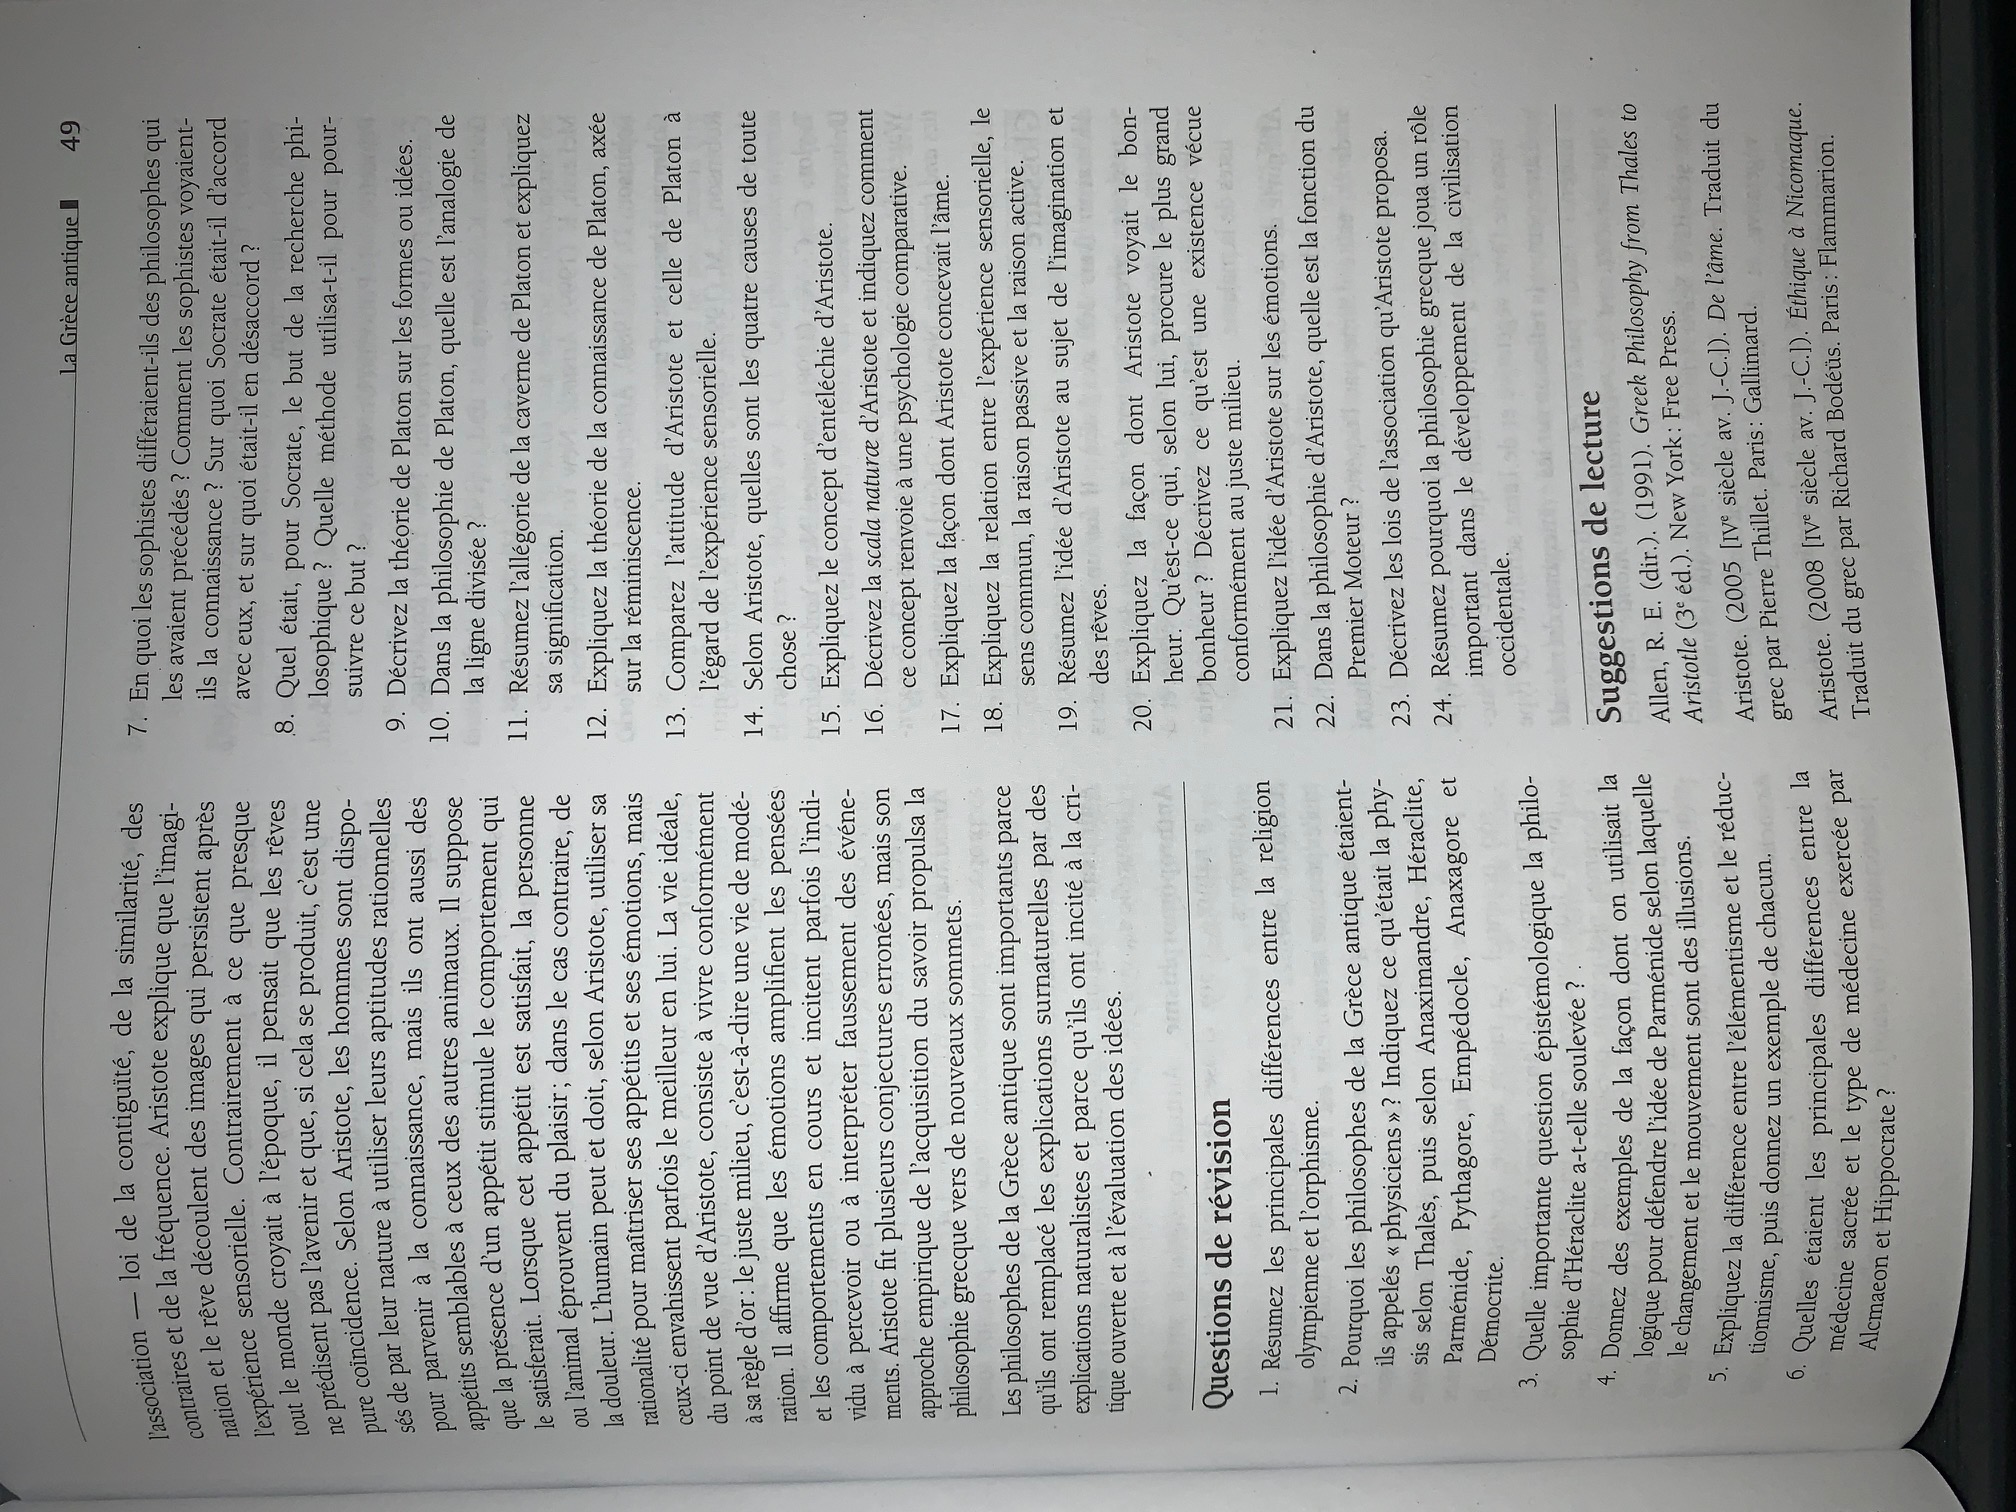 La Grèce antique 49
l'association — loi de la contiguïté, de la similarité, des
contraires et de la fréquence. Aristote explique que l'imagi-
nation et le rêve découlent des images qui persistent après
l'expérience sensorielle. Contrairement à ce que presque
tout le monde croyait à l'époque, il pensait que les rêves
ne prédisent pas l'avenir et que, si cela se produit, c'est une
pure coïncidence. Selon Aristote, les hommes sont dispo-
sés de par leur nature à utiliser leurs aptitudes rationnelles
pour parvenir à la connaissance, mais ils ont aussi des
appétits semblables à ceux des autres animaux. Il suppose
que la présence d'un appétit stimule le comportement qui
le satisferait. Lorsque cet appétit est satisfait, la personne
ou l'animal éprouvent du plaisir ; dans le cas contraire, de
la douleur. L'humain peut et doit, selon Aristote, utiliser sa
rationalité pour maîtriser ses appétits et ses émotions, mais
ceux-ci envahissent parfois le meilleur en lui. La vie idéale,
du point de vue d'Aristote, consiste à vivre conformément
à sa règle d'or : le juste milieu, c'est-à-dire une vie de modé-
ration. Il affirme que les émotions amplifient les pensées
et les comportements en cours et incitent parfois l'indi-
vidu à percevoir ou à interpréter faussement des événe-
ments. Aristote fit plusieurs conjectures erronées, mais son
approche empirique de l'acquisition du savoir propulsa la
philosophie grecque vers de nouveaux sommets.
Les philosophes de la Grèce antique sont importants parce
qu'ils ont remplacé les explications surnaturelles par des
explications naturalistes et parce qu'ils ont incité à la cri-
tique ouverte et à l'évaluation des idées.
Questions de révision
1. Résumez les principales différences entre la religion
olympienne et l'orphisme.
2. Pourquoi les philosophes de la Grèce antique étaient-
ils appelés « physiciens » ? Indiquez ce qu'était la phy-
sis selon Thalès, puis selon Anaximandre, Héraclite,
Parménide, Pythagore, Empédocle, Anaxagore et
Démocrite.
3. Quelle importante question épistémologique la philo-
sophie d'Héraclite a-t-elle soulevée ?
4. Donnez des exemples de la façon dont on utilisait la
logique pour défendre l'idée de Parménide selon laquelle
le changement et le mouvement sont des illusions.
5. Expliquez la différence entre l'élémentisme et le réduc-
tionnisme, puis donnez un exemple de chacun.
6. Quelles étaient les principales différences entre la
médecine sacrée et le type de médecine exercée par
Alcmaeon et Hippocrate ?
7. En quoi les sophistes différaient-ils des philosophes qui
les avaient précédés ? Comment les sophistes voyaient-
ils la connaissance ? Sur quoi Socrate était-il d'accord
avec eux, et sur quoi était-il en désaccord ?
8. Quel était, pour Socrate, le but de la recherche phi-
losophique ? Quelle méthode utilisa-t-il pour pour-
suivre ce but ?
9. Décrivez la théorie de Platon sur les formes ou idées.
10. Dans la philosophie de Platon, quelle est l'analogie de
la ligne divisée ?
11. Résumez l'allégorie de la caverne de Platon et expliquez
sa signification.
12. Expliquez la théorie de la connaissance de Platon, axée
sur la réminiscence.
13. Comparez l'attitude d'Aristote et celle de Platon à
l'égard de l'expérience sensorielle.
14. Selon Aristote, quelles sont les quatre causes de toute
chose ?
15. Expliquez le concept d'entéléchie d'Aristote.
16. Décrivez la scala naturæ d'Aristote et indiquez comment
ce concept renvoie à une psychologie comparative.
17. Expliquez la façon dont Aristote concevait l'âme.
18. Expliquez la relation entre l'expérience sensorielle, le
sens commun, la raison passive et la raison active.
19. Résumez l'idée d'Aristote au sujet de l'imagination et
des rêves.
20. Expliquez la façon dont Aristote voyait le bon-
heur. Qu'est-ce qui, selon lui, procure le plus grand
bonheur ? Décrivez ce qu'est une existence vécue
conformément au juste milieu.
21. Expliquez l'idée d'Aristote sur les émotions.
22. Dans la philosophie d'Aristote, quelle est la fonction du
Premier Moteur ?
23. Décrivez les lois de l'association qu'Aristote proposa.
24. Résumez pourquoi la philosophie grecque joua un rôle
important dans le développement de la civilisation
occidentale.
Suggestions de lecture
Allen, R. E. (dir.). (1991). Greek Philosophy from Thales to
Aristotle (3e éd.). New York : Free Press.
Aristote. (2005 [IVe siècle av. J.-C.]). De l'âme. Traduit du
grec par Pierre Thillet. Paris : Gallimard.
Aristote. (2008 [IVe siècle av. J.-C.]). Éthique à Nicomaque.
Traduit du grec par Richard Bodéüs. Paris : Flammarion.